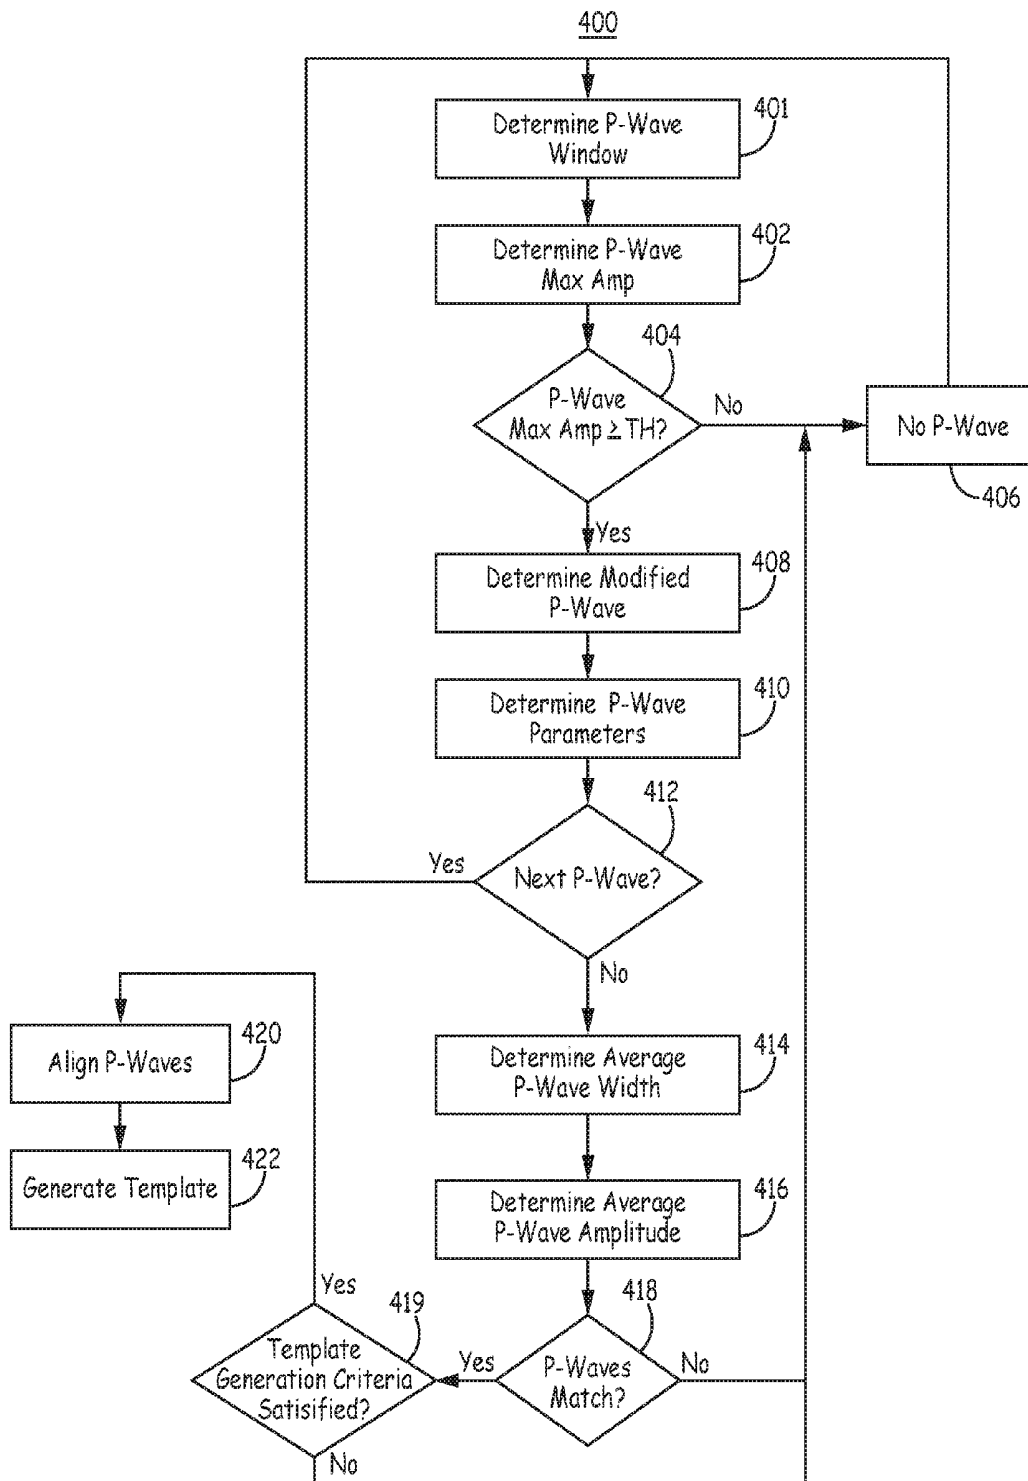 400
Determine P-Wave
Window
401
Determine P-Wave
Max Amp
402
P-Wave
Max Amp ≥ TH?
404
No
No P-Wave
406
Yes
Determine Modified
P-Wave
408
Determine P-Wave
Parameters
410
Next P-Wave?
412
Yes
No
Determine Average
P-Wave Width
414
Determine Average
P-Wave Amplitude
416
P-Waves
Match?
418
Yes
No
Template
Generation Criteria
Satisified?
419
Yes
No
Align P-Waves
420
Generate Template
422